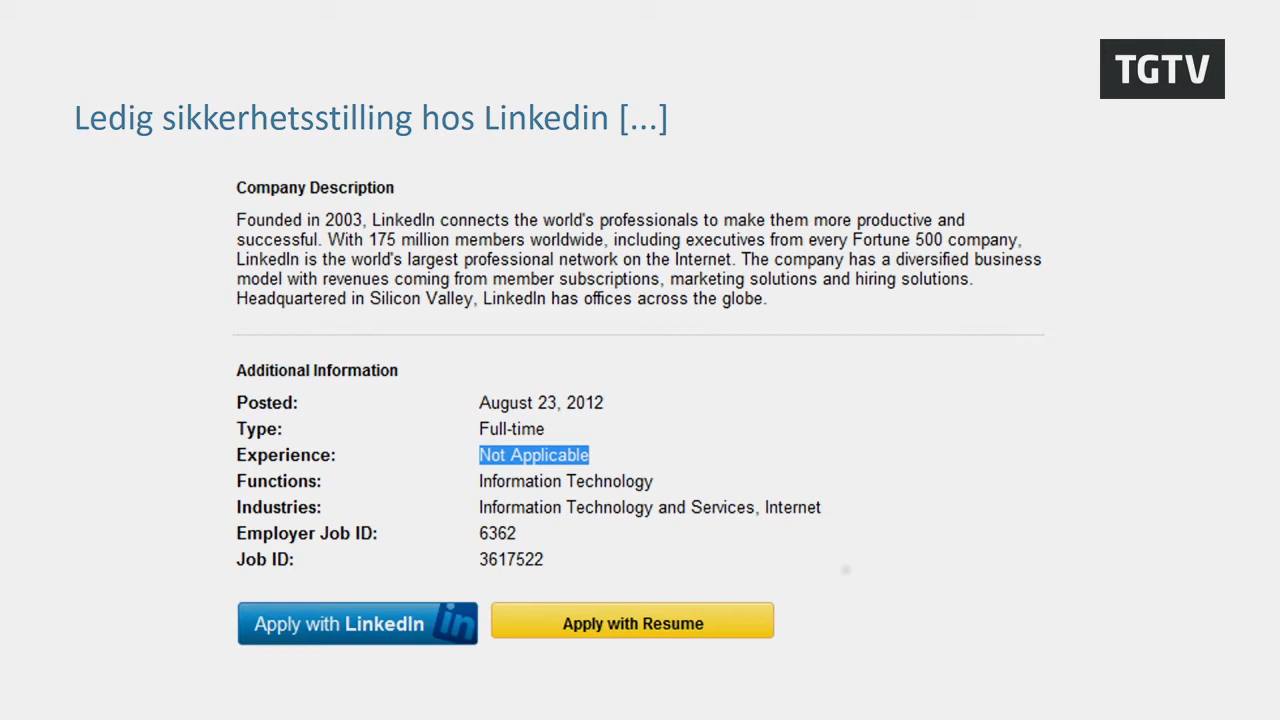 TGTV
Ledig sikkerhetsstilling hos Linkedin [...]
Company Description
Founded in 2003, LinkedIn connects the world's professionals to make them more productive and
successful. With 175 million members worldwide, including executives from every Fortune 500 company,
LinkedIn is the world's largest professional network on the Internet. The company has a diversified business
model with revenues coming from member subscriptions, marketing solutions and hiring solutions.
Headquartered in Silicon Valley, LinkedIn has offices across the globe.
Additional Information
Posted: August 23, 2012
Type: Full-time
Experience: Not Applicable
Functions: Information Technology
Industries: Information Technology and Services, Internet
Employer Job ID: 6362
Job ID: 3617522
Apply with LinkedIn in Apply with Resume